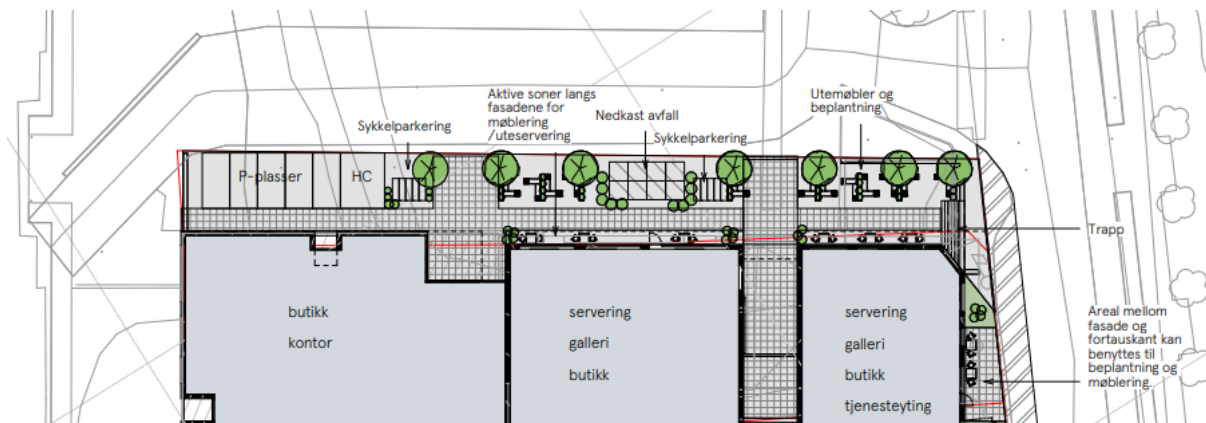 Aktive soner langs
fasadene for
møblering
/uteservering
Nedkast avfall
Utemøbler og
beplantning
Sykkelparkering
Sykkelparkering
P-plasser
HC
Trapp
butikk
kontor
servering
galleri
butikk
servering
galleri
butikk
tjenesteyting
Areal mellom
fasade og
fortauskant kan
benyttes til
beplantning og
møblering.